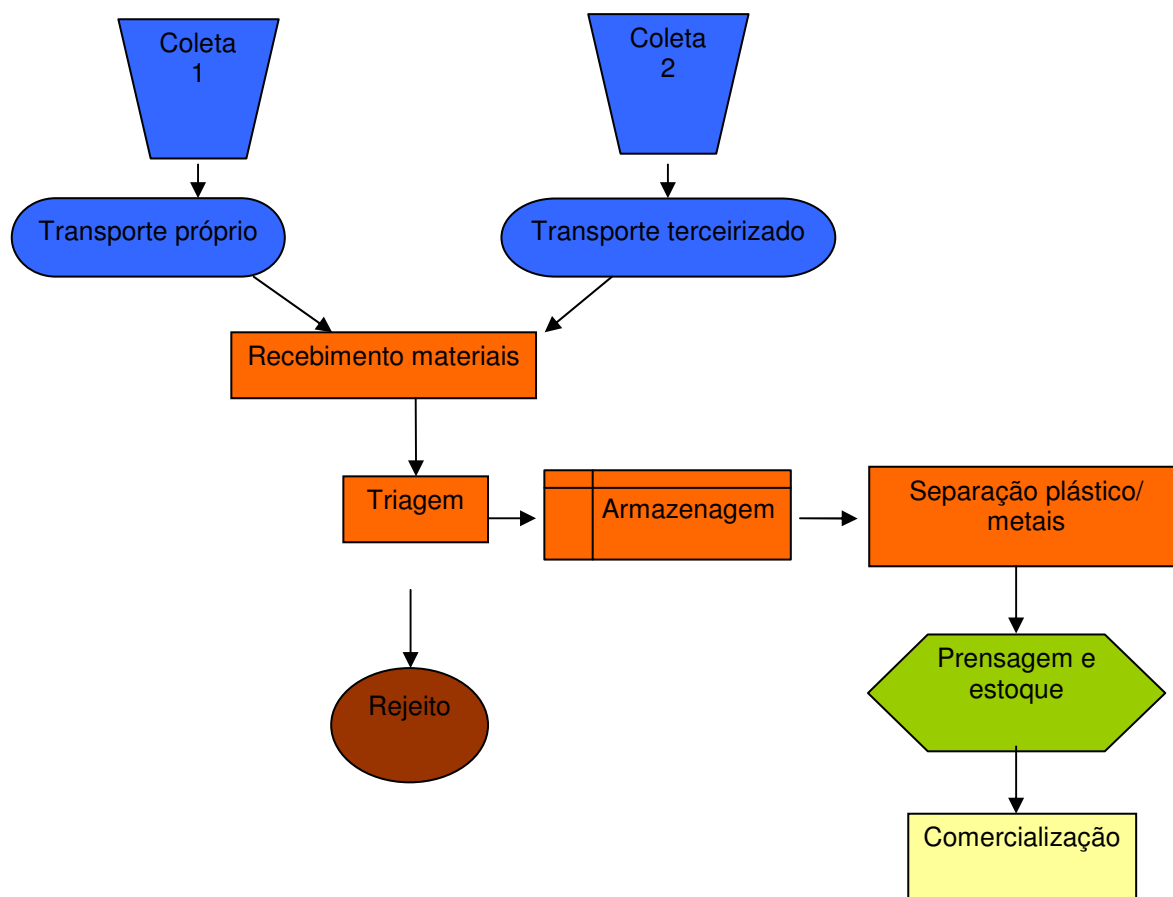 Coleta
1
Coleta
2
Transporte próprio
Transporte terceirizado
Recebimento materiais
Triagem
Armazenagem
Separação plástico/
metais
Prensagem e
estoque
Rejeito
Comercialização